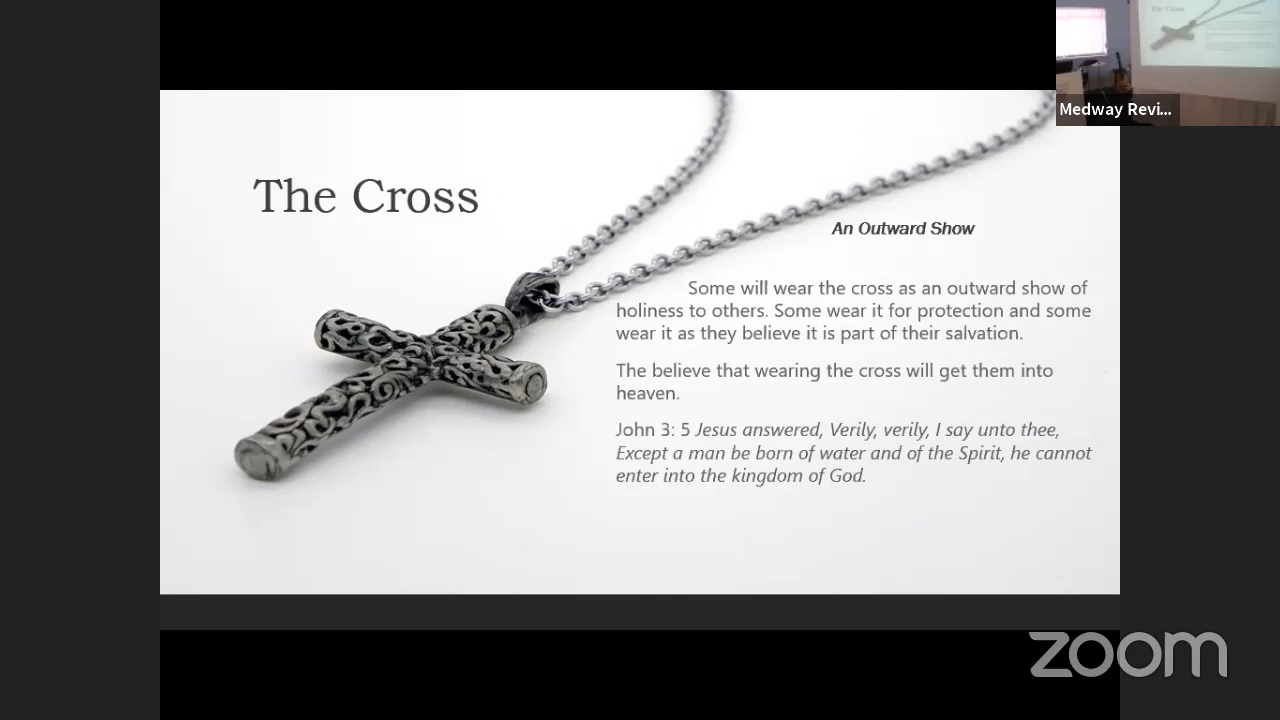 Medway Revi...
The Cross
An Outward Show
Some will wear the cross as an outward show of
holiness to others. Some wear it for protection and some
wear it as they believe it is part of their salvation.
The believe that wearing the cross will get them into
heaven.
John 3: 5 Jesus answered, Verily, verily, I say unto thee,
Except a man be born of water and of the Spirit, he cannot
enter into the kingdom of God.
zoom